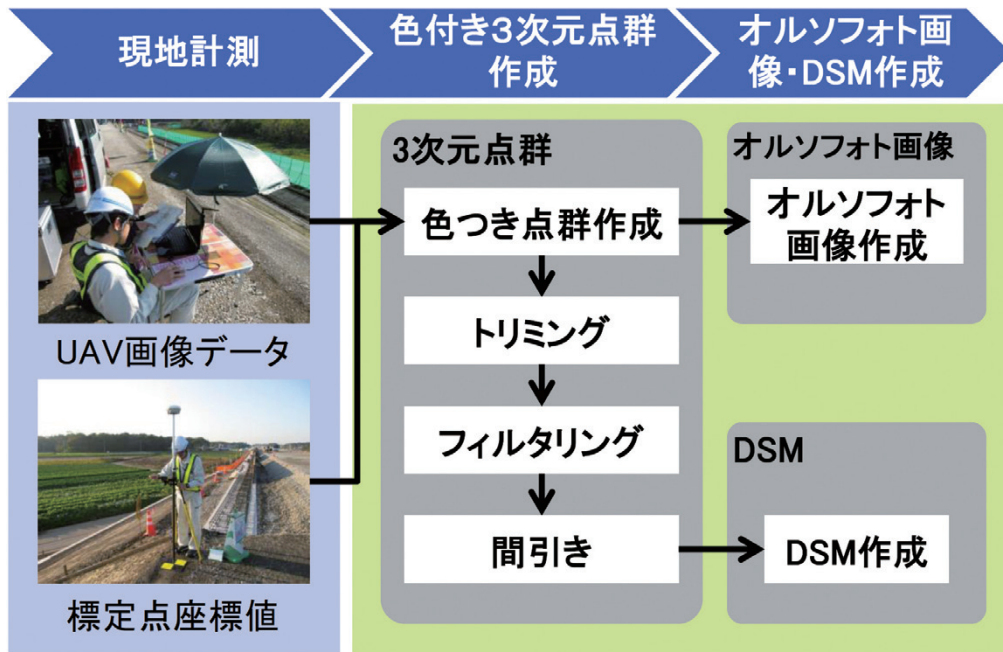 現地計測
色付き3次元点群
作成
オルソフォト画
像・DSM作成
UAV画像データ
標定点座標値
3次元点群
色つき点群作成
トリミング
フィルタリング
間引き
オルソフォト画像
オルソフォト
画像作成
DSM
DSM作成